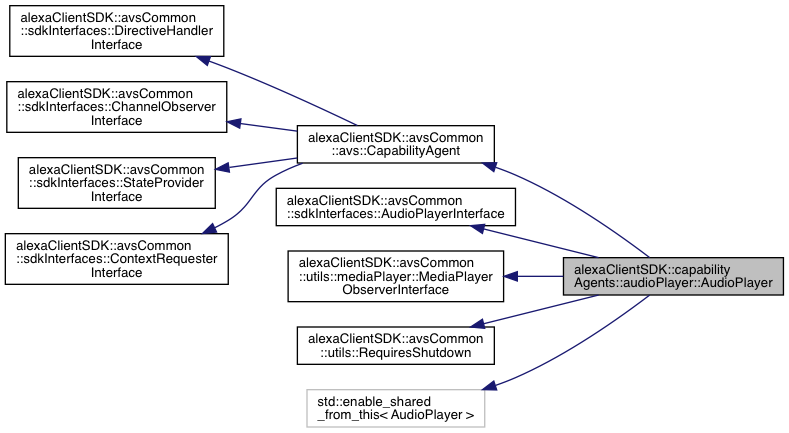 alexaClientSDK::avsCommon
::sdkInterfaces::DirectiveHandler
Interface
alexaClientSDK::avsCommon
::sdkInterfaces::ChannelObserver
Interface
alexaClientSDK::avsCommon
::sdkInterfaces::StateProvider
Interface
alexaClientSDK::avsCommon
::sdkInterfaces::ContextRequester
Interface
alexaClientSDK::avsCommon
::avs::CapabilityAgent
alexaClientSDK::avsCommon
::sdkInterfaces::AudioPlayerInterface
alexaClientSDK::avsCommon
::utils::mediaPlayer::MediaPlayer
ObserverInterface
alexaClientSDK::avsCommon
::utils::RequiresShutdown
std::enable_shared
_from_this< AudioPlayer >
alexaClientSDK::capability
Agents::audioPlayer::AudioPlayer